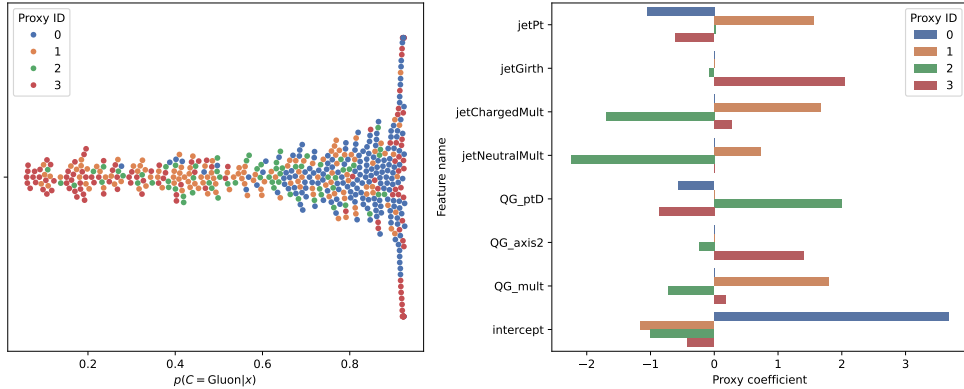 Proxy ID
0
1
2
3
0.2
0.4
0.6
0.8
p(C = Gluon|x)
Feature name
jetPt
jetGirth
jetChargedMult
jetNeutralMult
QG_ptD
QG_axis2
QG_mult
intercept
Proxy ID
0
1
2
3
−2
−1
0
1
2
3
Proxy coefficient